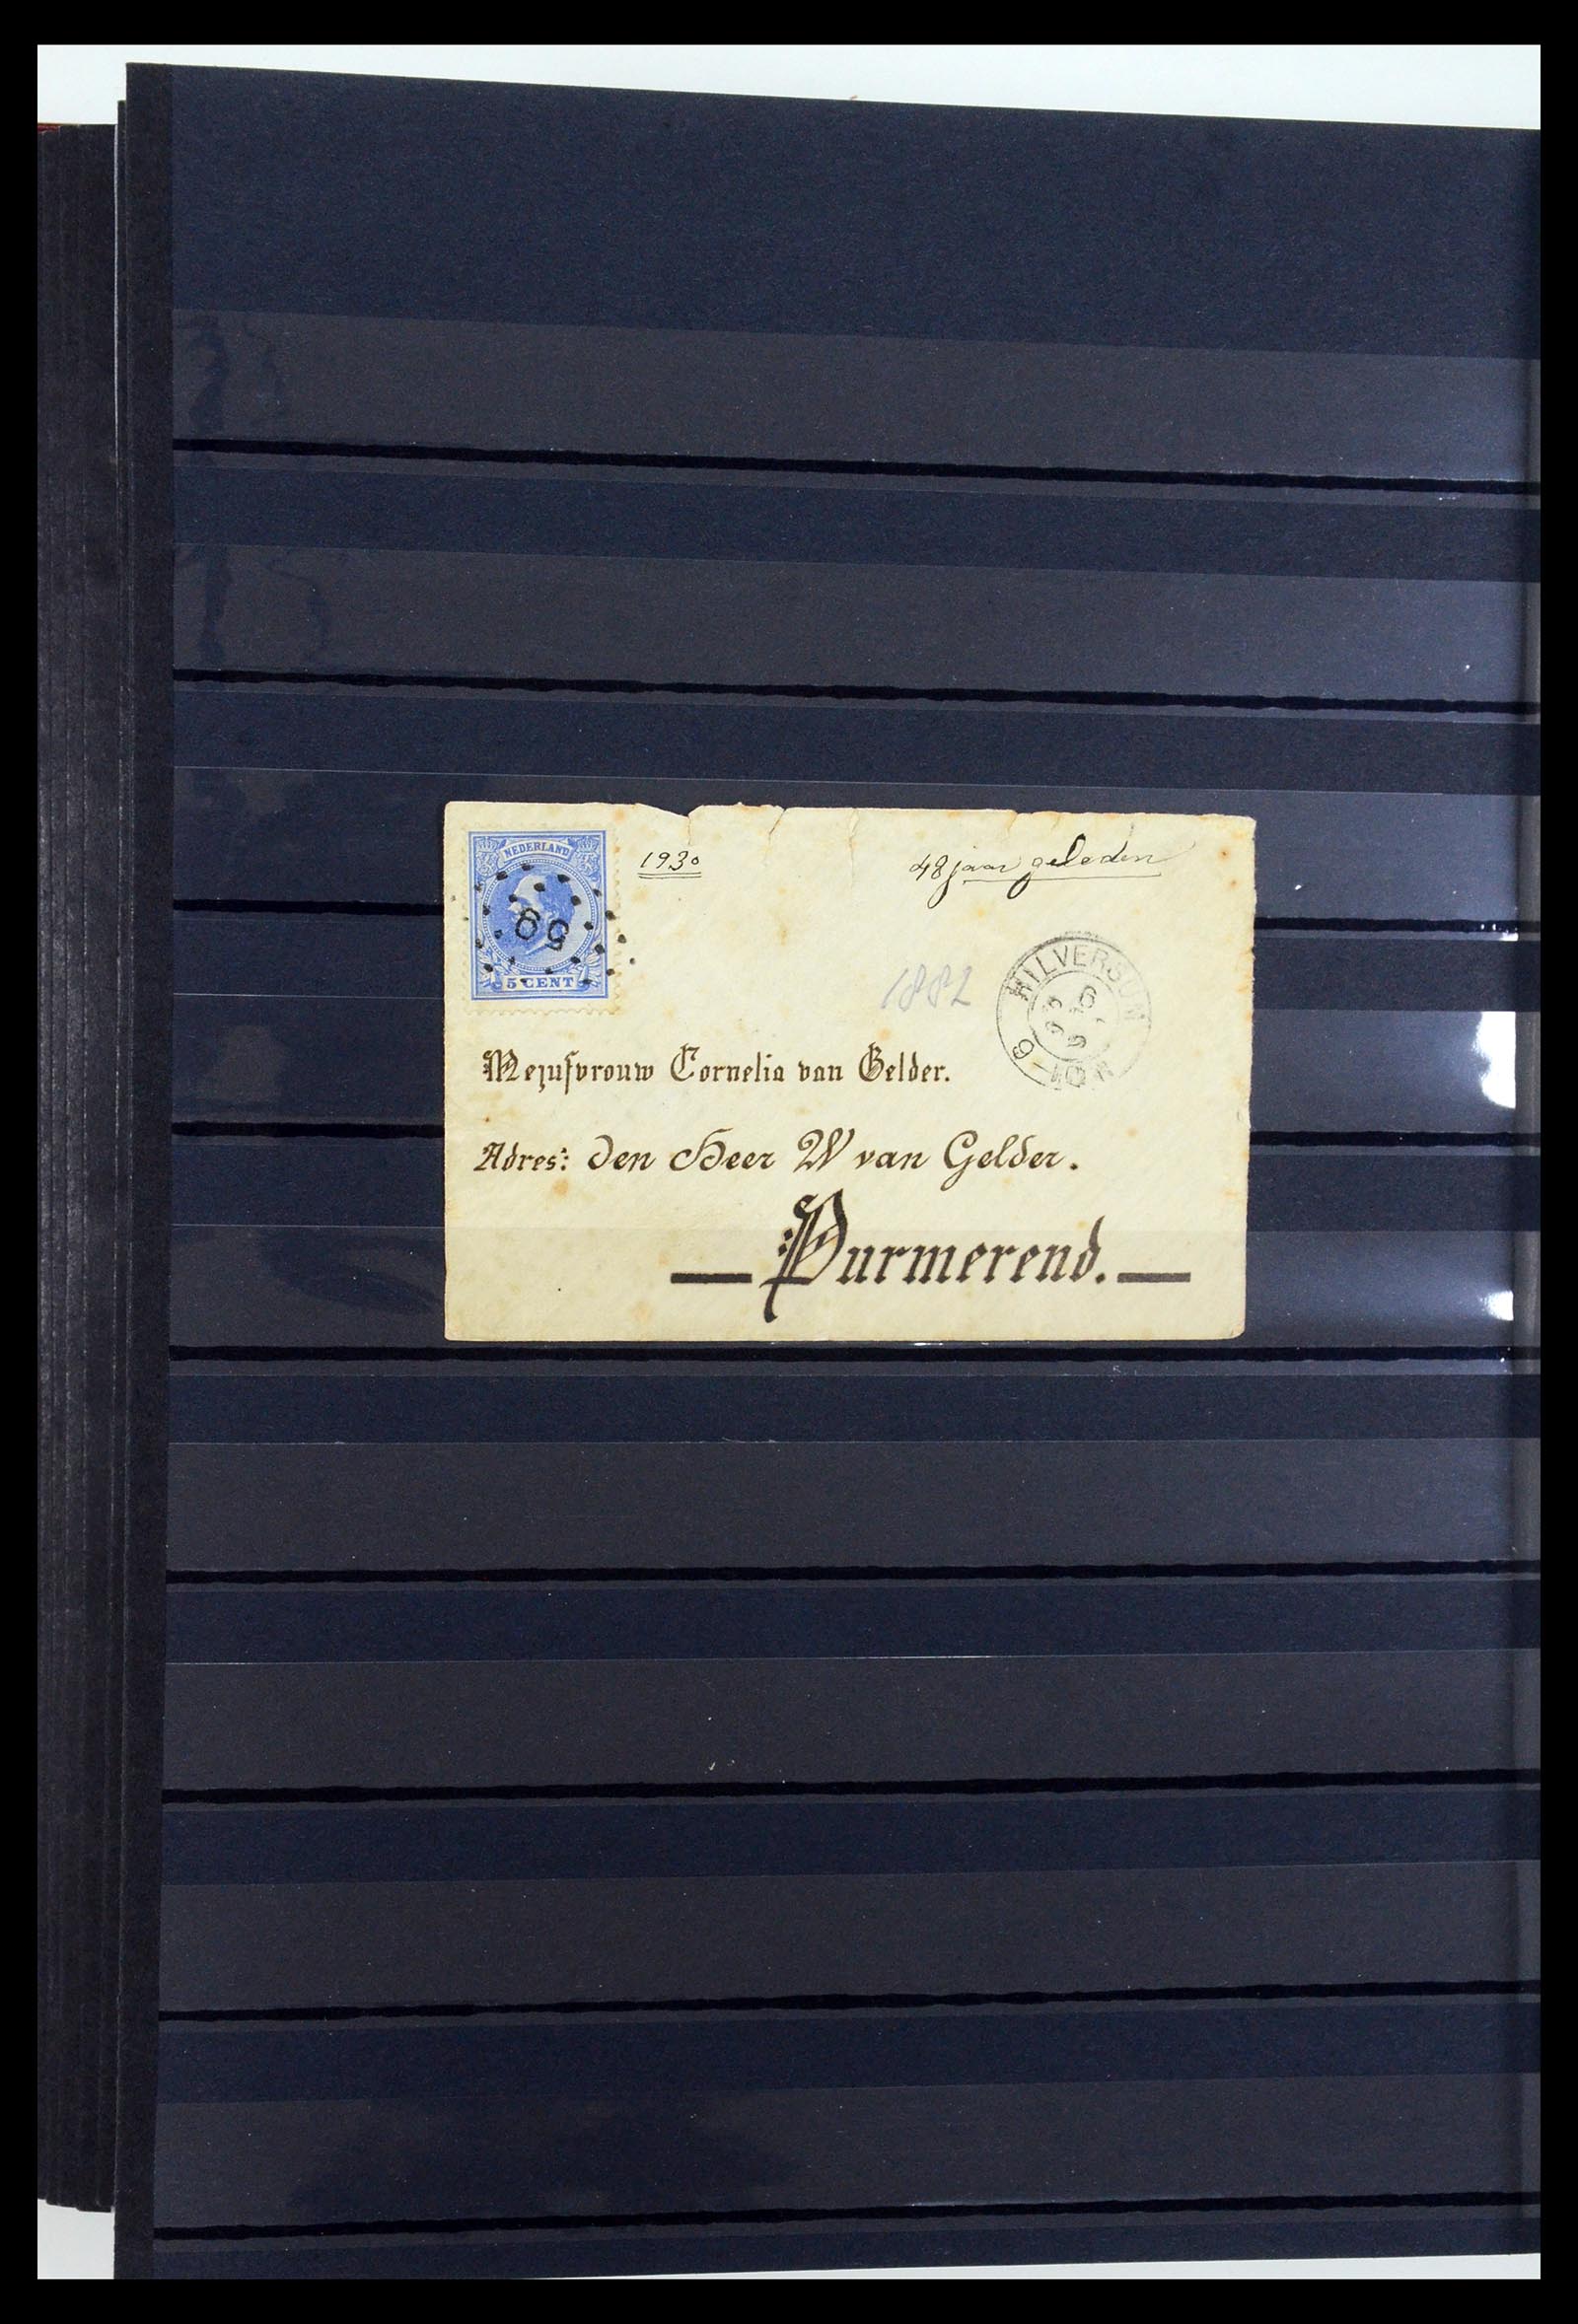 NEDERLAND
59
5 CENT
1930
48 jaar geleden
1882
HILVERSUM
Mejufvrouw Cornelia van Gelder.
Adres: den Heer W van Gelder.
Purmerend.